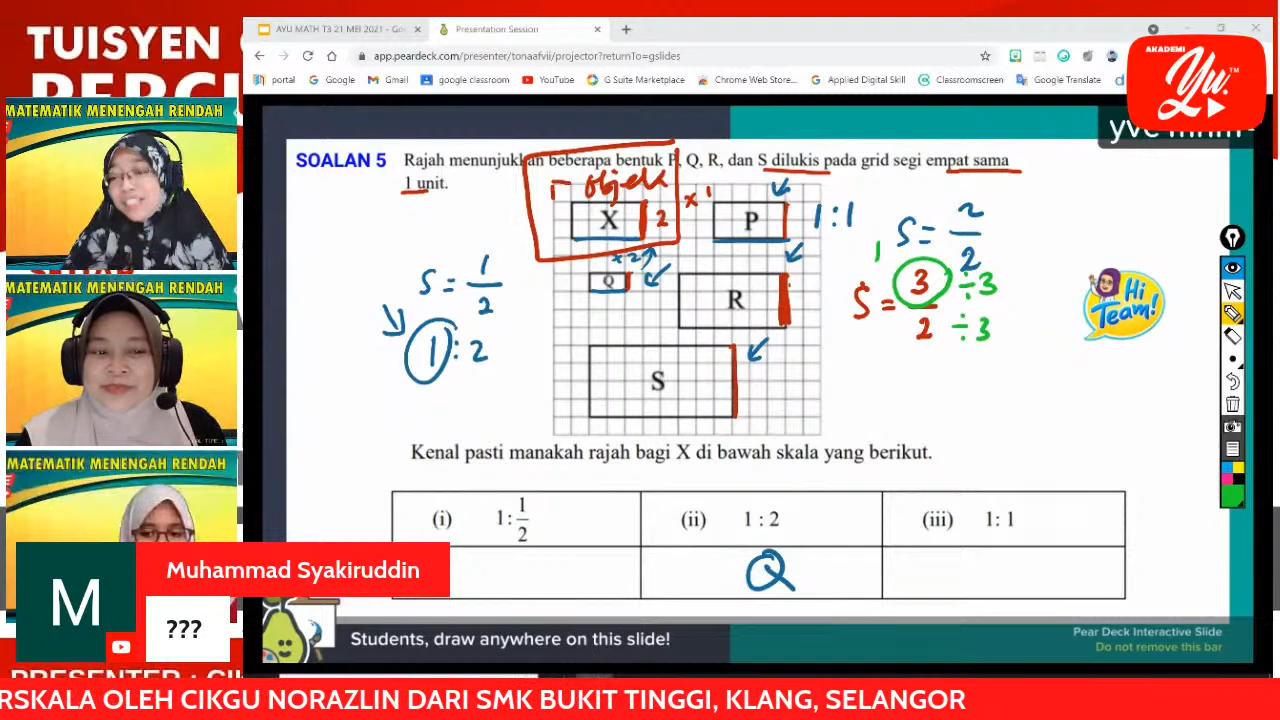 TUISYEN
AYU MATH T3 21 MEI 2021 - Go
Presentation Session
app.peardeck.com/presenter/tonaafvii/projector?returnTo=gslides
portal
Google
Gmail
google classroom
YouTube
G Suite Marketplace
Chrome Web Store...
Applied Digital Skill
Classroomscreen
Google Translate
AKADEMI
Yu.
TM
MATEMATIK MENENGAH RENDAH
SOALAN 5
Rajah menunjukkan beberapa bentuk P, Q, R, dan S dilukis pada grid segi empat sama
1 unit.
objek
X
2
x 1
P
1 : 1
S = 2/2
x 2
Q
R
S = 1/2
1 : 2
1
S = 3/2
÷3
÷3
S
Hi Team!
Kenal pasti manakah rajah bagi X di bawah skala yang berikut.
(i) 1 : 1/2
(ii) 1 : 2
(iii) 1: 1
Q
MATEMATIK MENENGAH RENDAH
M
Muhammad Syakiruddin
???
Students, draw anywhere on this slide!
Pear Deck Interactive Slide
Do not remove this bar
RSKALA OLEH CIKGU NORAZLIN DARI SMK BUKIT TINGGI, KLANG, SELANGOR